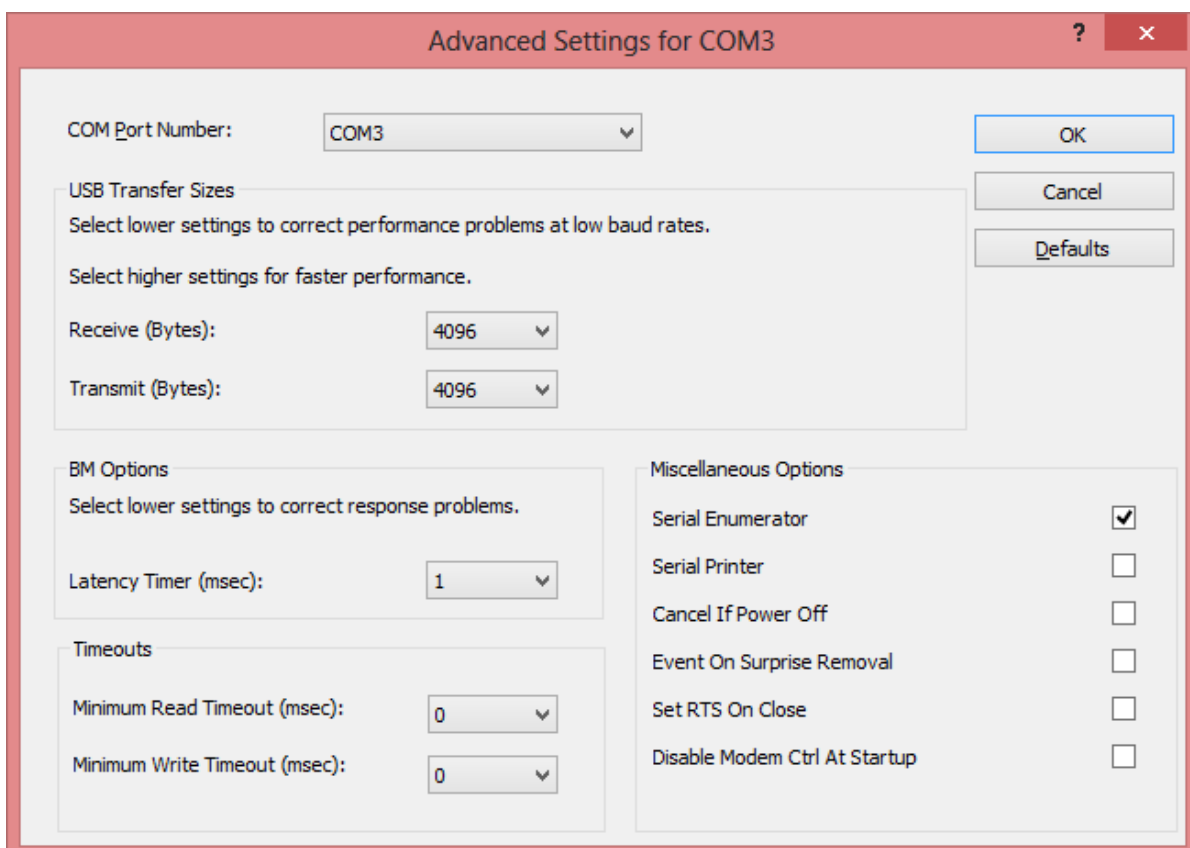 Advanced Settings for COM3
?
COM Port Number:
COM3
OK
Cancel
Defaults
USB Transfer Sizes
Select lower settings to correct performance problems at low baud rates.
Select higher settings for faster performance.
Receive (Bytes):
4096
Transmit (Bytes):
4096
BM Options
Select lower settings to correct response problems.
Latency Timer (msec):
1
Timeouts
Minimum Read Timeout (msec):
0
Minimum Write Timeout (msec):
0
Miscellaneous Options
Serial Enumerator
Serial Printer
Cancel If Power Off
Event On Surprise Removal
Set RTS On Close
Disable Modem Ctrl At Startup